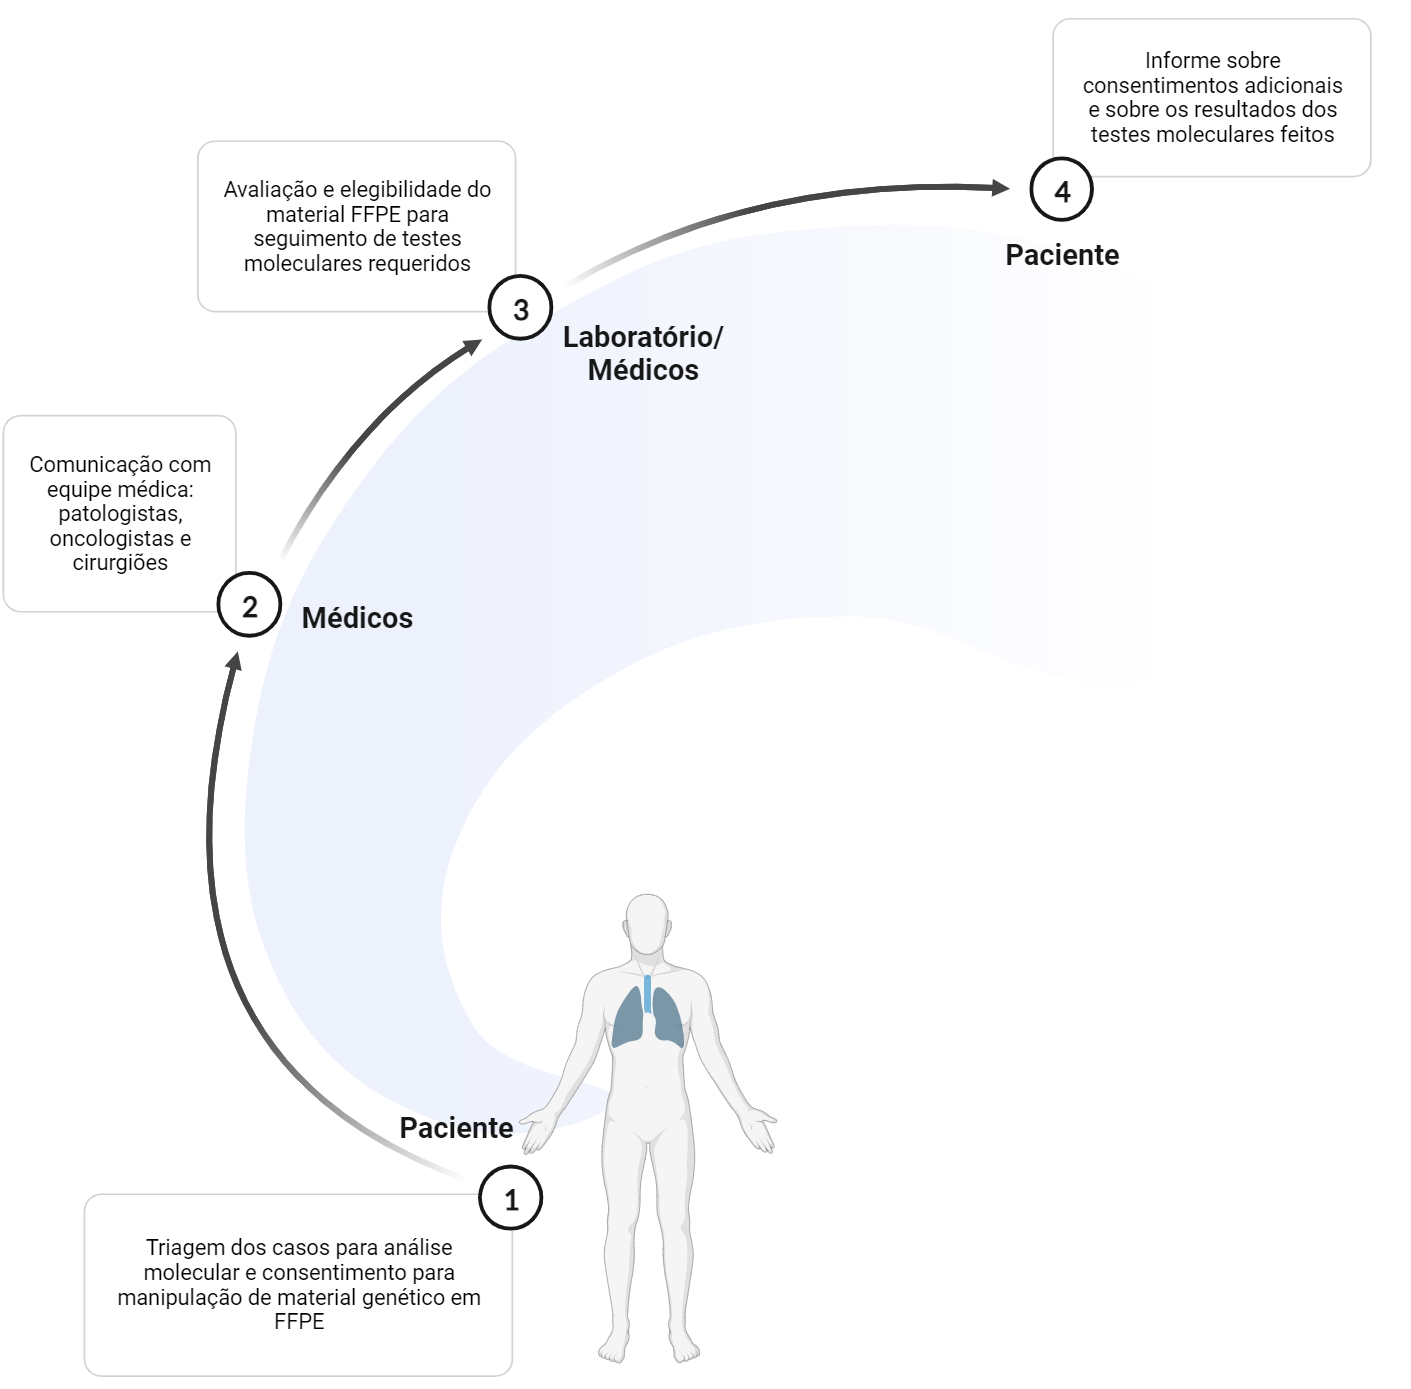 Informe sobre
consentimentos adicionais
e sobre os resultados dos
testes moleculares feitos
4
Paciente
Avaliação e elegibilidade do
material FFPE para
seguimento de testes
moleculares requeridos
3
Laboratório/
Médicos
Comunicação com
equipe médica:
patologistas,
oncologistas e
cirurgiões
2
Médicos
Paciente
1
Triagem dos casos para análise
molecular e consentimento para
manipulação de material genético em
FFPE